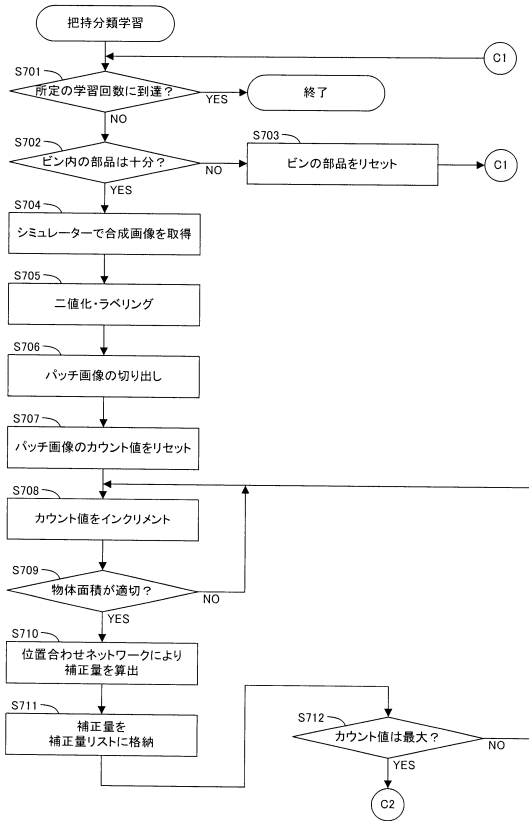 把持分類学習
C1
S701
所定の学習回数に到達？
YES
終了
NO
S702
ビン内の部品は十分？
NO
S703
ビンの部品をリセット
C1
YES
S704
シミュレーターで合成画像を取得
S705
二値化・ラベリング
S706
パッチ画像の切り出し
S707
パッチ画像のカウント値をリセット
S708
カウント値をインクリメント
S709
物体面積が適切？
NO
YES
S710
位置合わせネットワークにより
補正量を算出
S711
補正量を
補正量リストに格納
S712
カウント値は最大？
NO
YES
C2